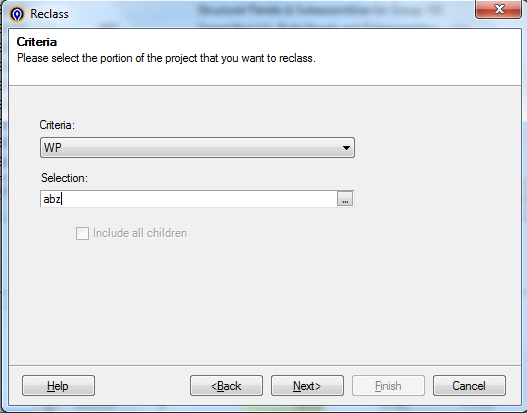 Reclass
Criteria
Please select the portion of the project that you want to reclass.
Criteria:
WP
Selection:
abz
...
Include all children
Help
<Back
Next>
Finish
Cancel